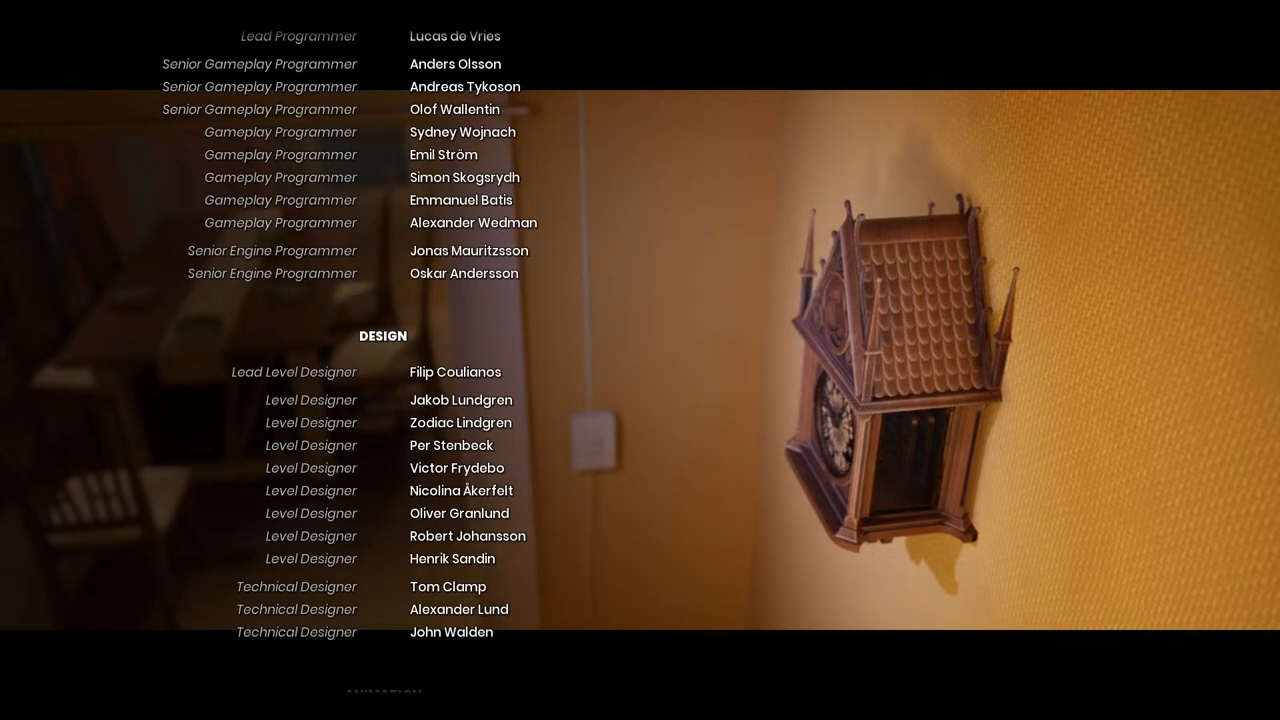 Lead Programmer Lucas de Vries
Senior Gameplay Programmer Anders Olsson
Senior Gameplay Programmer Andreas Tykoson
Senior Gameplay Programmer Olof Wallentin
Gameplay Programmer Sydney Wojnach
Gameplay Programmer Emil Ström
Gameplay Programmer Simon Skogsrydh
Gameplay Programmer Emmanuel Batis
Gameplay Programmer Alexander Wedman
Senior Engine Programmer Jonas Mauritzsson
Senior Engine Programmer Oskar Andersson
DESIGN
Lead Level Designer Filip Coulianos
Level Designer Jakob Lundgren
Level Designer Zodiac Lindgren
Level Designer Per Stenbeck
Level Designer Victor Frydebo
Level Designer Nicolina Åkerfelt
Level Designer Oliver Granlund
Level Designer Robert Johansson
Level Designer Henrik Sandin
Technical Designer Tom Clamp
Technical Designer Alexander Lund
Technical Designer John Walden
ANIMATION